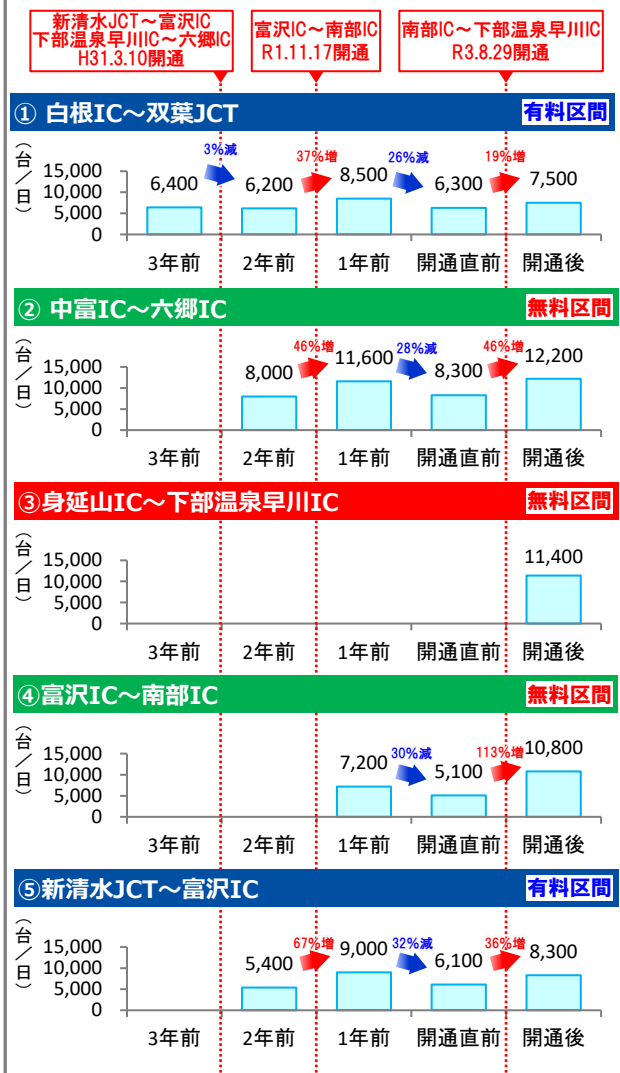 新清水JCT～富沢IC
下部温泉早川IC～六郷IC
H31.3.10開通
富沢IC～南部IC
R1.11.17開通
南部IC～下部温泉早川IC
R3.8.29開通
① 白根IC～双葉JCT
有料区間
（台／日）
15,000
10,000
5,000
0
6,400
3%減
6,200
37%増
8,500
26%減
6,300
19%増
7,500
3年前
2年前
1年前
開通直前
開通後
② 中富IC～六郷IC
無料区間
（台／日）
15,000
10,000
5,000
0
8,000
46%増
11,600
28%減
8,300
46%増
12,200
3年前
2年前
1年前
開通直前
開通後
③身延山IC～下部温泉早川IC
無料区間
（台／日）
15,000
10,000
5,000
0
11,400
3年前
2年前
1年前
開通直前
開通後
④富沢IC～南部IC
無料区間
（台／日）
15,000
10,000
5,000
0
7,200
30%減
5,100
113%増
10,800
3年前
2年前
1年前
開通直前
開通後
⑤新清水JCT～富沢IC
有料区間
（台／日）
15,000
10,000
5,000
0
5,400
67%増
9,000
32%減
6,100
36%増
8,300
3年前
2年前
1年前
開通直前
開通後